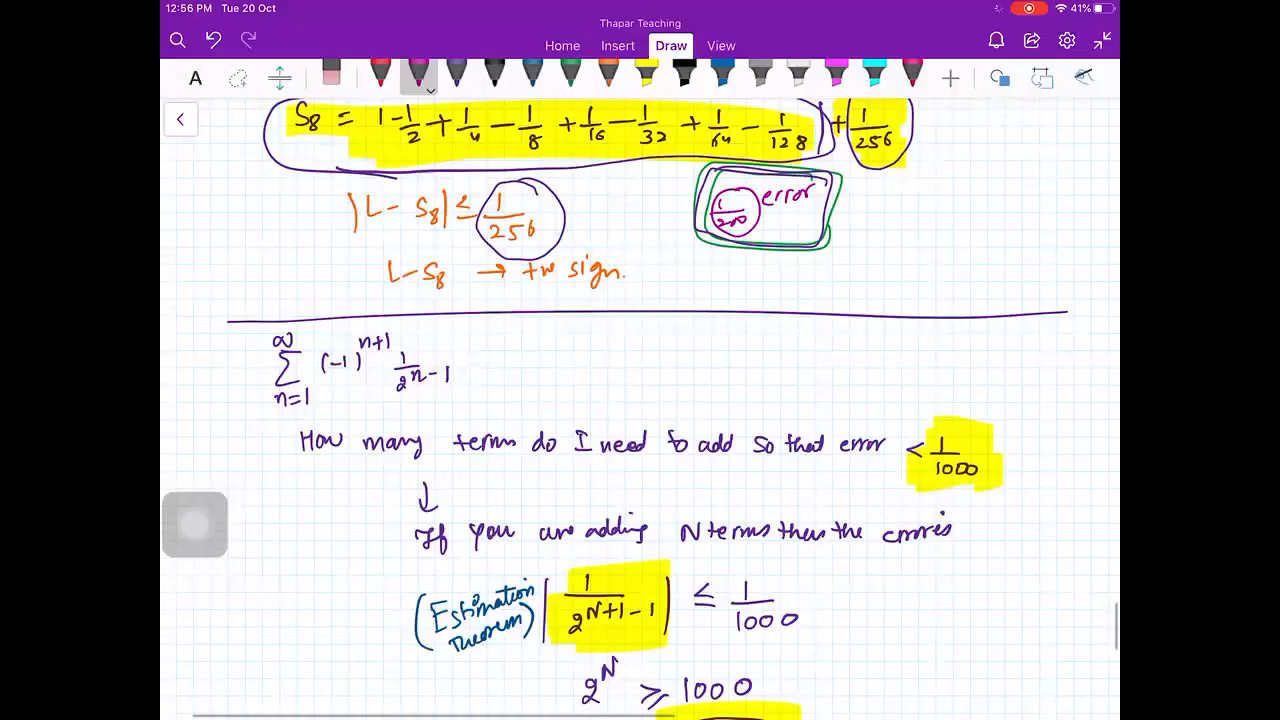 12:56 PM Tue 20 Oct
41%
Thapar Teaching
Home Insert Draw View
A
S₈ = 1 - 1/2 + 1/4 - 1/8 + 1/16 - 1/32 + 1/64 - 1/128 + 1/256
|L - S₈| ≤ 1/256
1/200 error
L - S₈ → +ve sign.
∞ ∑ n=1 (-1)^(n+1) 1/2^(n-1)
How many terms do I need to add so that error < 1/1000
↓
If you are adding N terms then the error is
(Estimation Theorem) | 1/2^(N+1-1) | ≤ 1/1000
2^N ≥ 1000